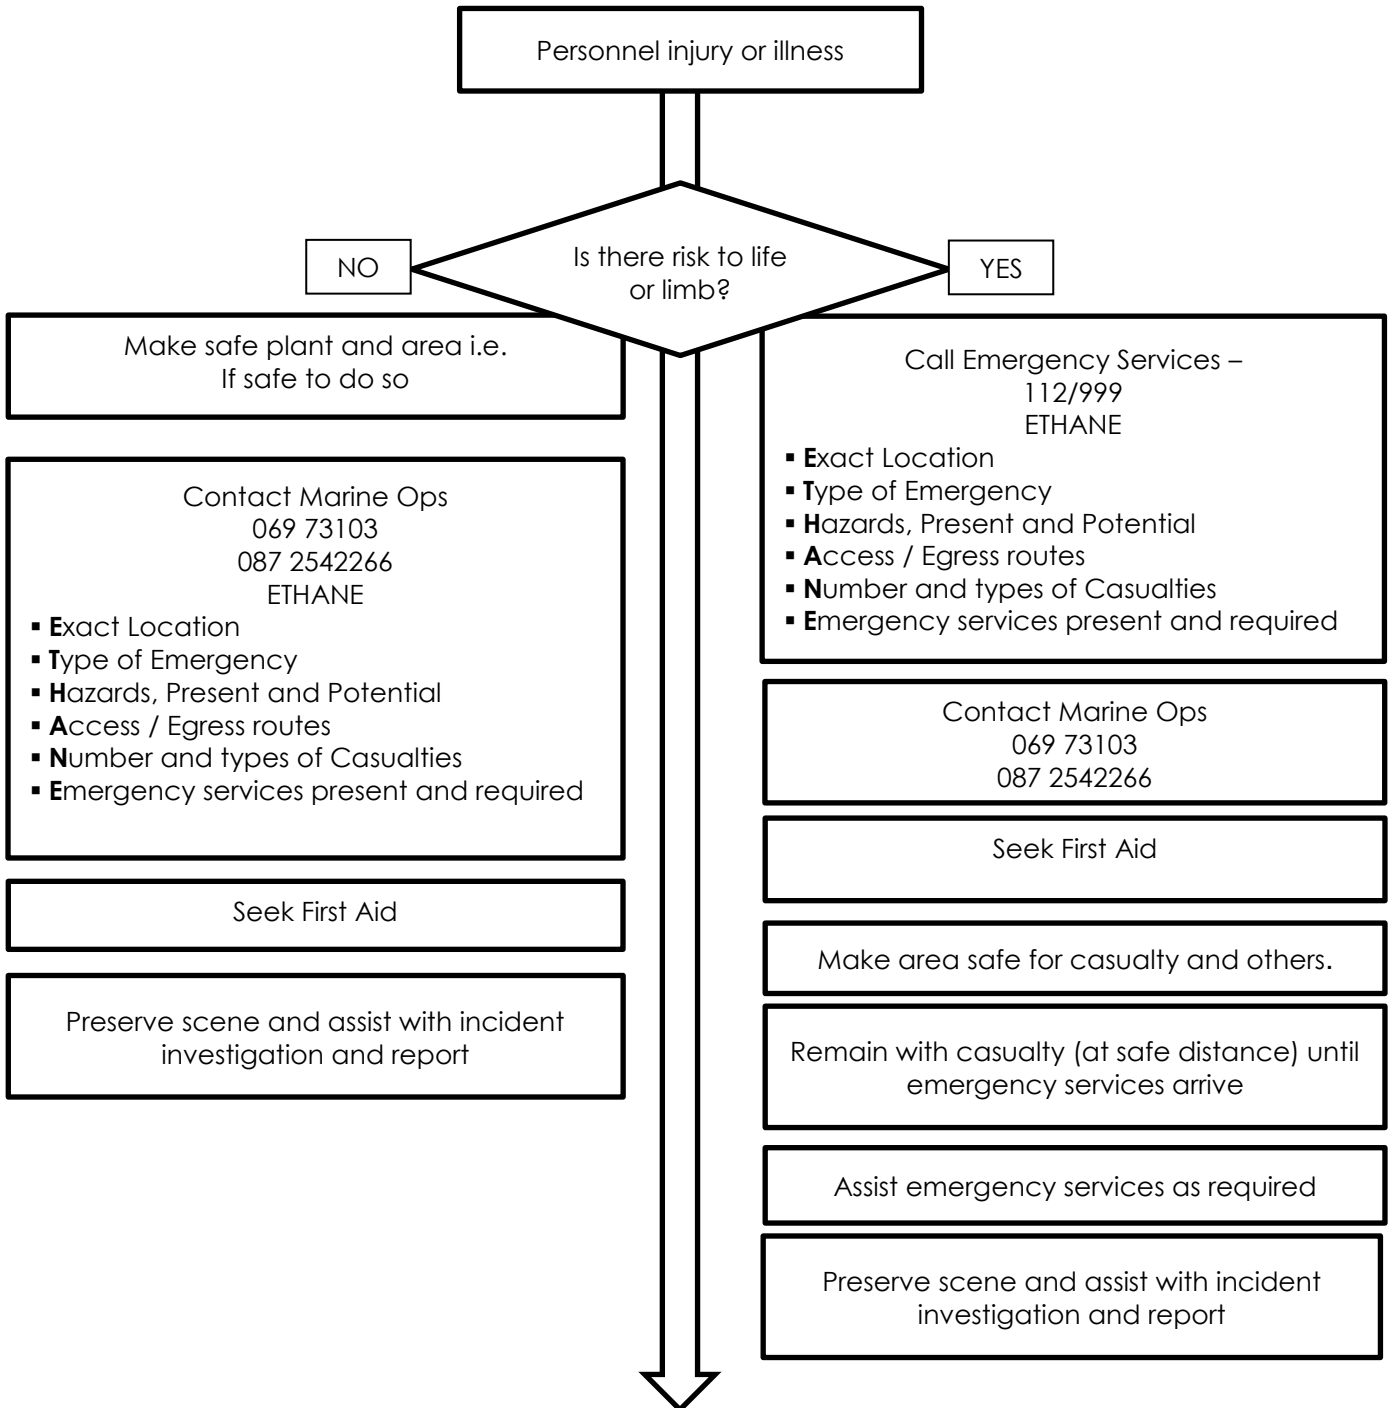 Personnel injury or illness
Is there risk to life
or limb?
NO
YES
Make safe plant and area i.e.
If safe to do so
Contact Marine Ops
069 73103
087 2542266
ETHANE
▪ Exact Location
▪ Type of Emergency
▪ Hazards, Present and Potential
▪ Access / Egress routes
▪ Number and types of Casualties
▪ Emergency services present and required
Seek First Aid
Preserve scene and assist with incident
investigation and report
Call Emergency Services –
112/999
ETHANE
▪ Exact Location
▪ Type of Emergency
▪ Hazards, Present and Potential
▪ Access / Egress routes
▪ Number and types of Casualties
▪ Emergency services present and required
Contact Marine Ops
069 73103
087 2542266
Seek First Aid
Make area safe for casualty and others.
Remain with casualty (at safe distance) until
emergency services arrive
Assist emergency services as required
Preserve scene and assist with incident
investigation and report